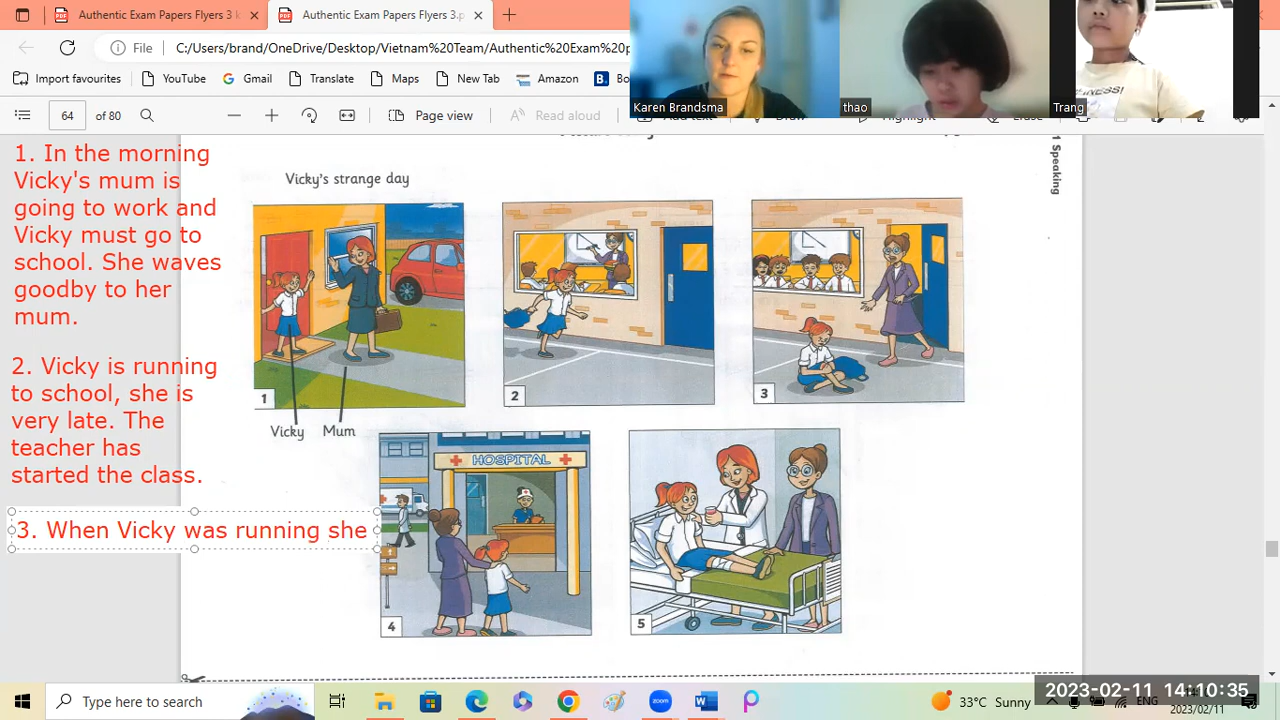 Authentic Exam Papers Flyers 3
Authentic Exam Papers Flyers 3.p
File
C:/Users/brand/OneDrive/Desktop/Vietnam%20Team/Authentic%20Exam%20p
Import favourites
YouTube
Gmail
Translate
Maps
New Tab
Amazon
Karen Brandsma
thao
Trang
64
of 80
Page view
Read aloud
1 Speaking
Vicky's strange day
1. In the morning
Vicky's mum is
going to work and
Vicky must go to
school. She waves
goodby to her
mum.
2. Vicky is running
to school, she is
very late. The
teacher has
started the class.
3. When Vicky was running she
1
2
3
Vicky
Mum
HOSPITAL
4
5
Type here to search
zoom
33°C Sunny
ENG
2023-02-11 14:10:35
2023/02/11